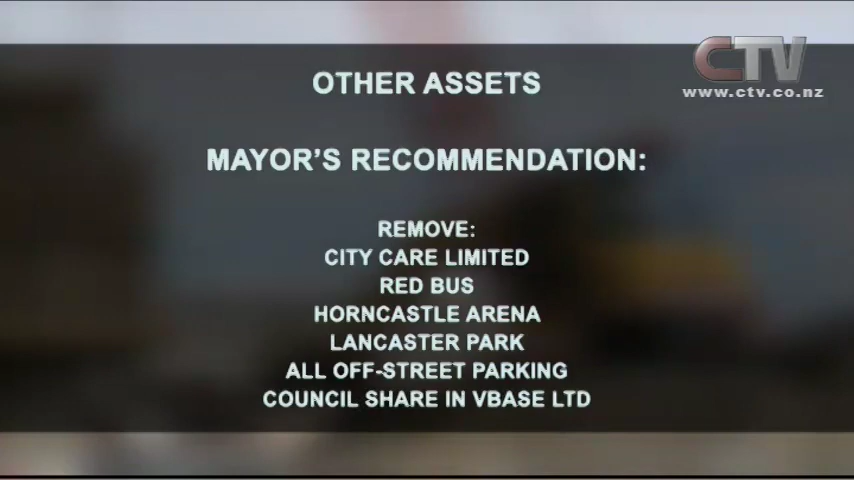 CTV
www.ctv.co.nz
OTHER ASSETS
MAYOR'S RECOMMENDATION:
REMOVE:
CITY CARE LIMITED
RED BUS
HORNCASTLE ARENA
LANCASTER PARK
ALL OFF-STREET PARKING
COUNCIL SHARE IN VBASE LTD